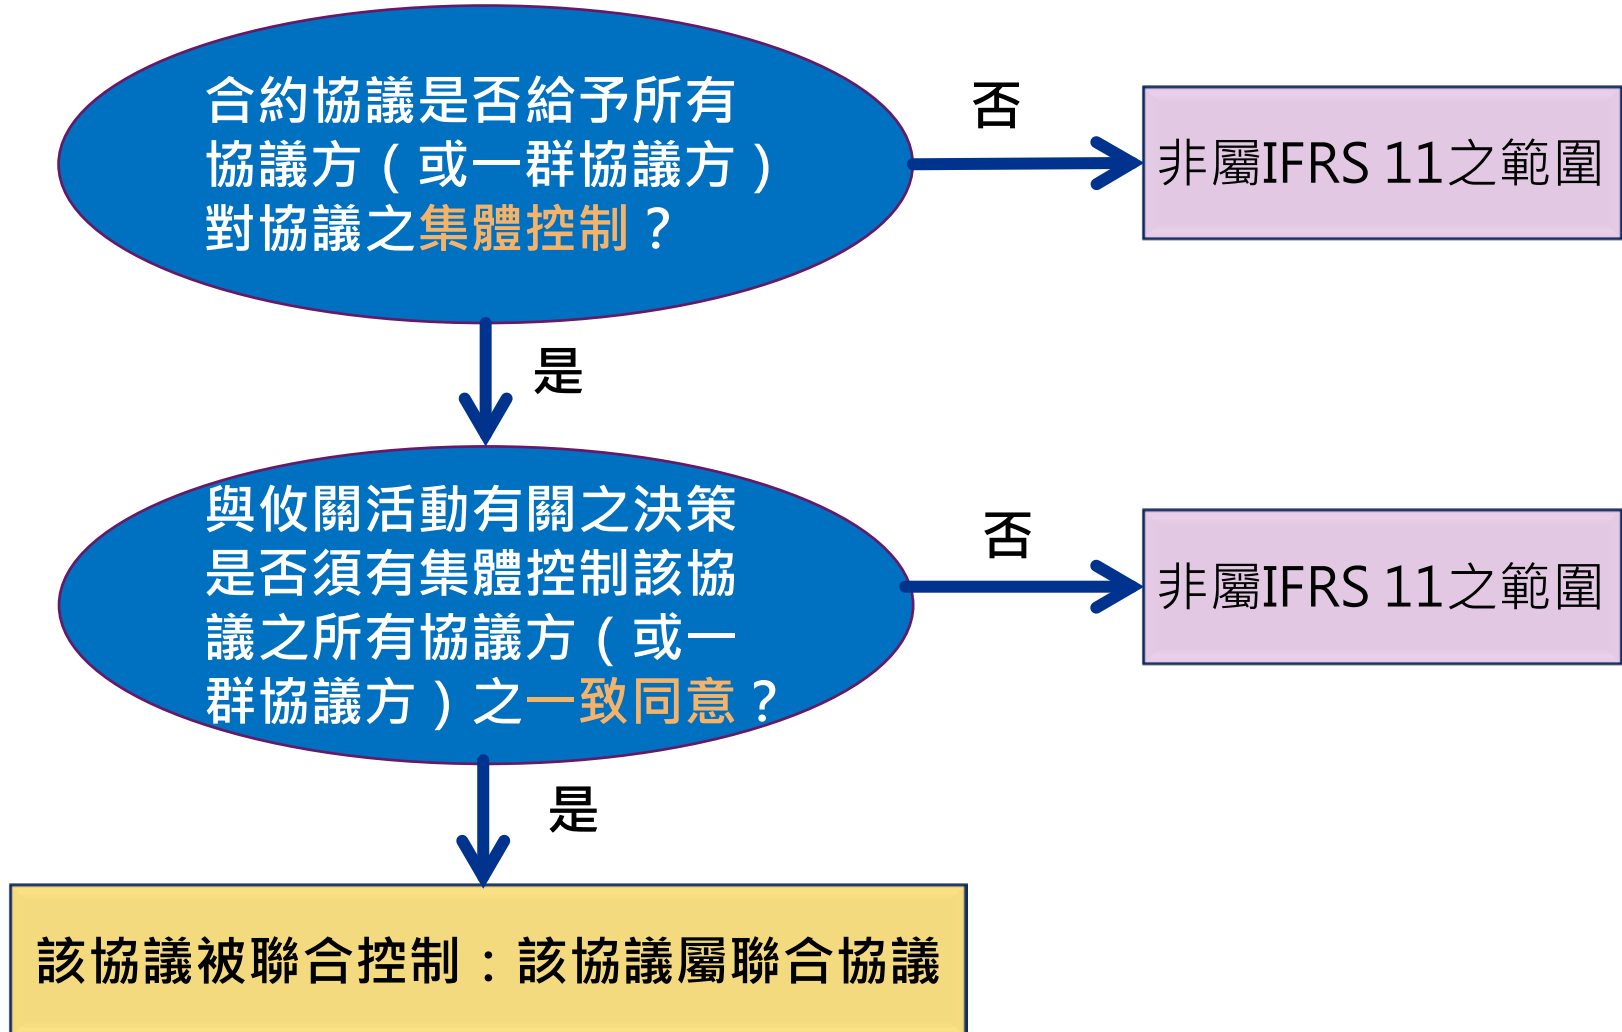 合約協議是否給予所有
協議方（或一群協議方）
對協議之集體控制？
否
非屬IFRS 11之範圍
是
與攸關活動有關之決策
是否須有集體控制該協
議之所有協議方（或一
群協議方）之一致同意？
否
非屬IFRS 11之範圍
是
該協議被聯合控制：該協議屬聯合協議